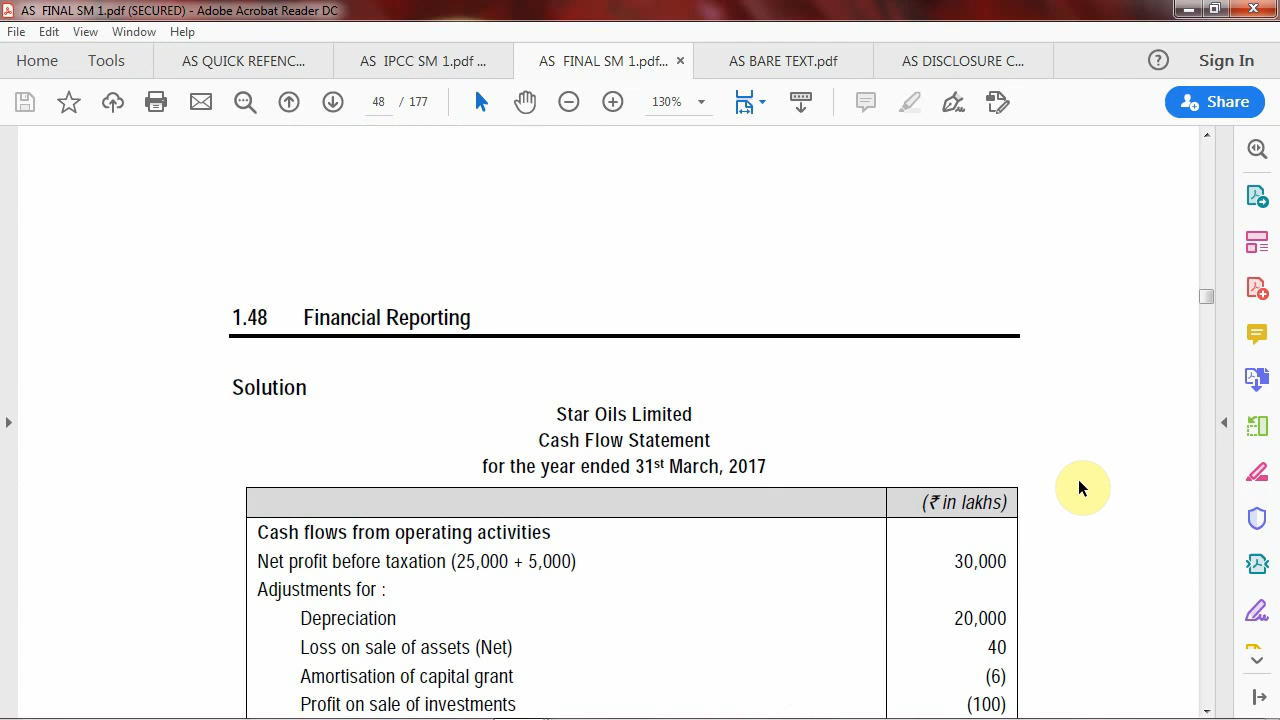 AS FINAL SM 1.pdf (SECURED) - Adobe Acrobat Reader DC
File Edit View Window Help
Home Tools AS QUICK REFENC... AS IPCC SM 1.pdf ... AS FINAL SM 1.pdf... × AS BARE TEXT.pdf AS DISCLOSURE C... Sign In
48 / 177 130% Share
1.48 Financial Reporting
Solution
Star Oils Limited
Cash Flow Statement
for the year ended 31st March, 2017
(₹ in lakhs)
Cash flows from operating activities
Net profit before taxation (25,000 + 5,000) 30,000
Adjustments for :
Depreciation 20,000
Loss on sale of assets (Net) 40
Amortisation of capital grant (6)
Profit on sale of investments (100)